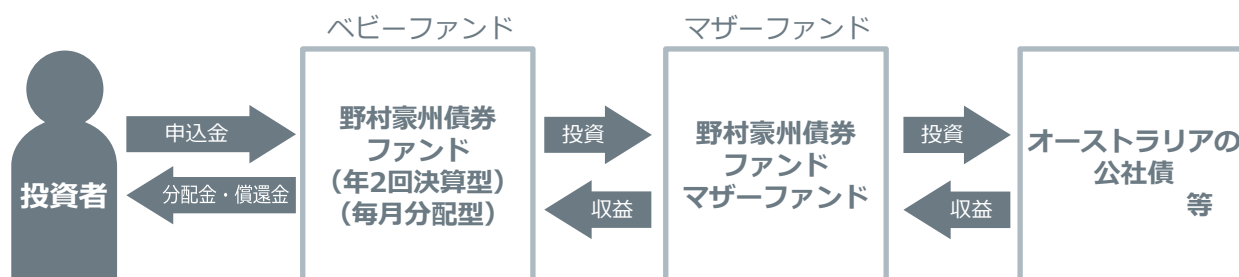 ベビーファンド
マザーファンド
投資者
申込金
分配金・償還金
野村豪州債券
ファンド
（年2回決算型）
（毎月分配型）
投資
収益
野村豪州債券
ファンド
マザーファンド
投資
収益
オーストラリアの
公社債
等